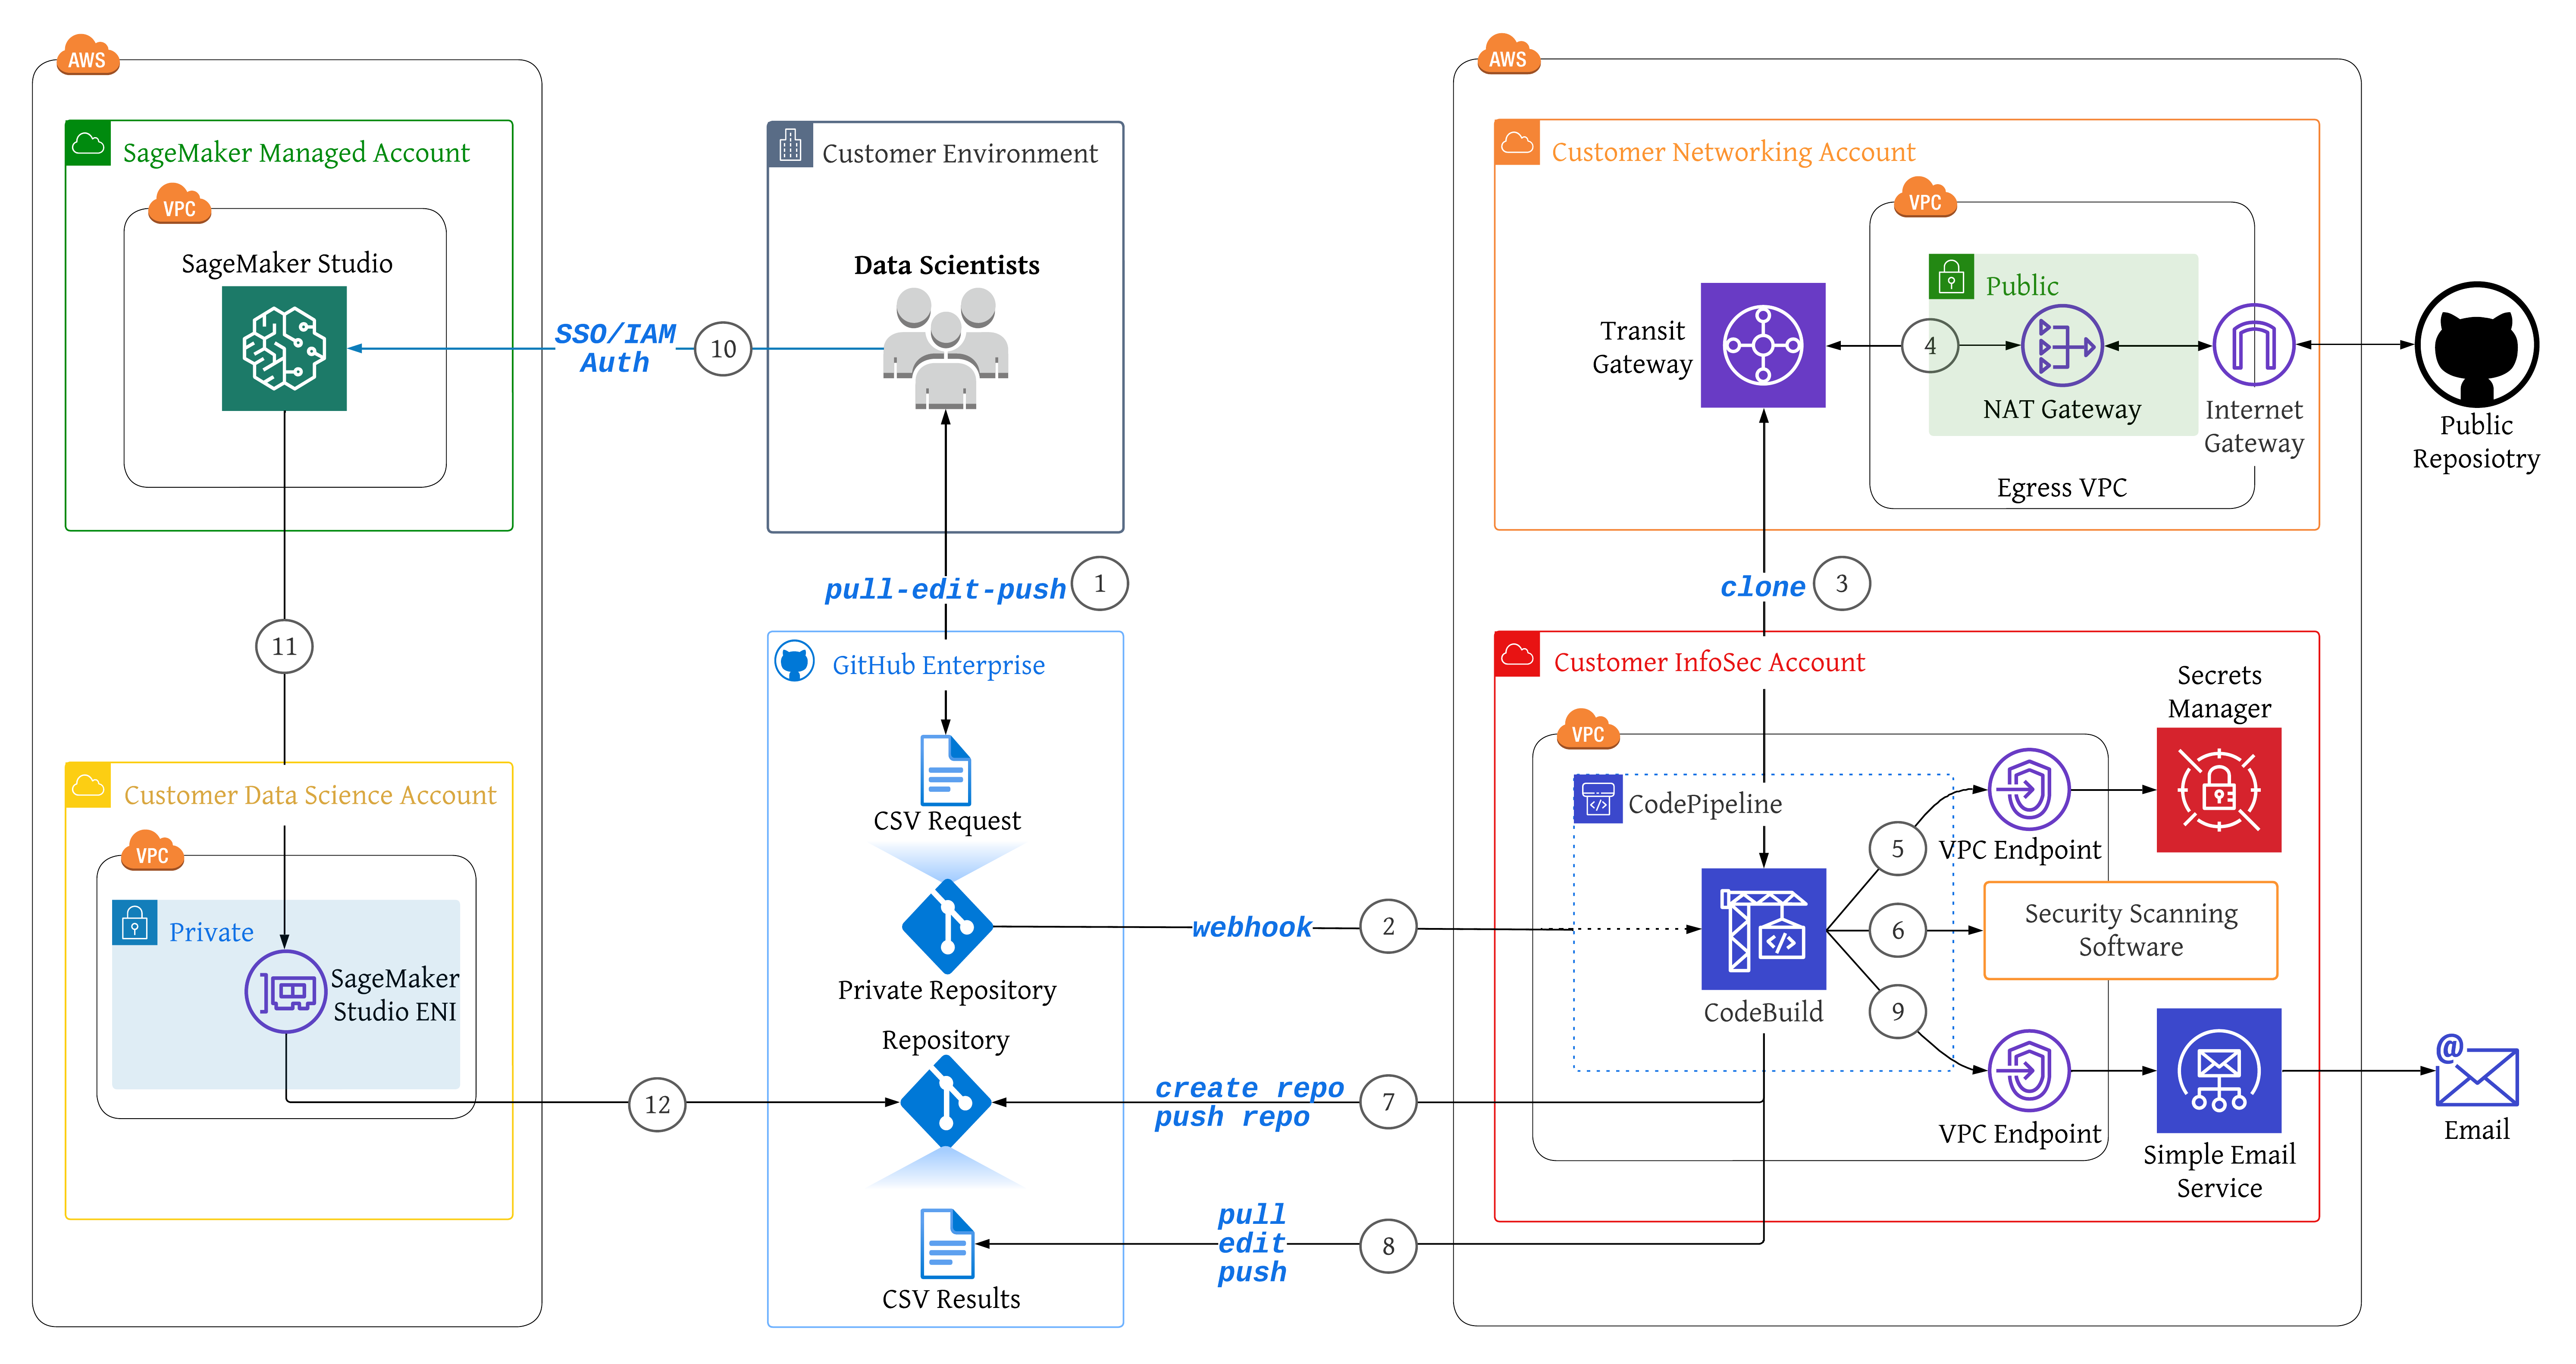 AWS
SageMaker Managed Account
VPC
SageMaker Studio
SSO/IAM
Auth
10
11
Customer Data Science Account
VPC
Private
SageMaker
Studio ENI
12
Customer Environment
Data Scientists
pull-edit-push
1
GitHub Enterprise
CSV Request
Private Repository
webhook
2
Repository
create repo
push repo
7
pull
edit
push
8
CSV Results
AWS
Customer Networking Account
VPC
Public
Transit
Gateway
4
NAT Gateway
Internet
Gateway
Egress VPC
Public
Reposiotry
clone
3
Customer InfoSec Account
Secrets
Manager
VPC
CodePipeline
5
VPC Endpoint
6
Security Scanning
Software
CodeBuild
9
VPC Endpoint
Simple Email
Service
@
Email